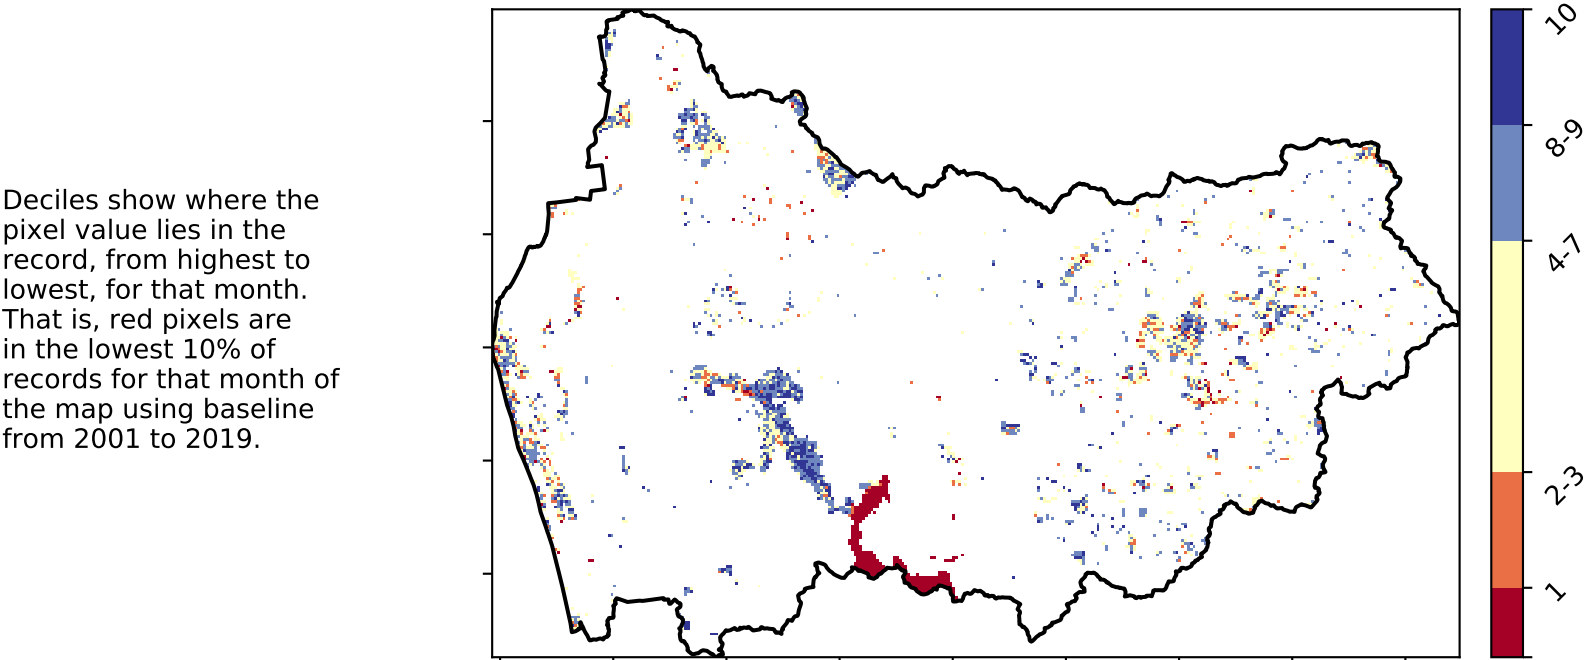 Deciles show where the
pixel value lies in the
record, from highest to
lowest, for that month.
That is, red pixels are
in the lowest 10% of
records for that month of
the map using baseline
from 2001 to 2019.
10
8-9
4-7
2-3
1